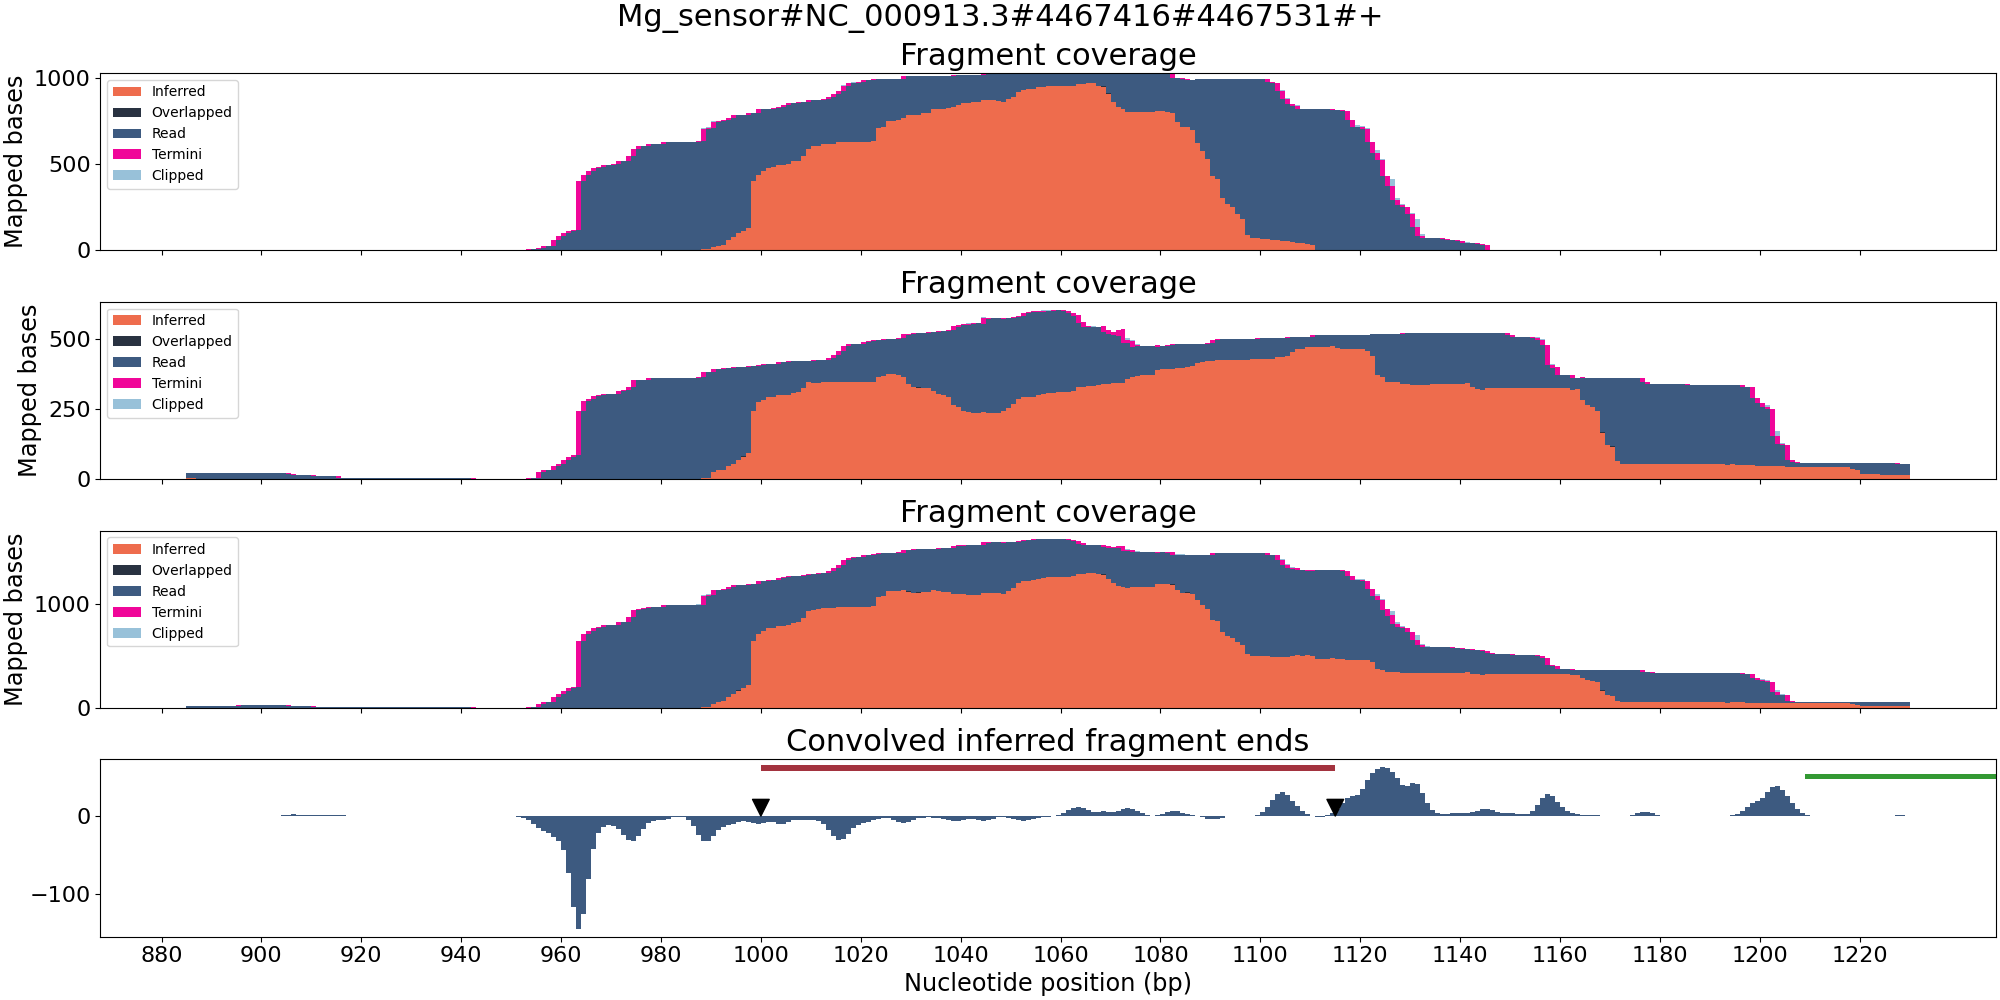 Mg_sensor#NC_000913.3#4467416#4467531#+
Fragment coverage
Mapped bases
1000
500
0
Inferred
Overlapped
Read
Termini
Clipped
Fragment coverage
Mapped bases
500
250
0
Inferred
Overlapped
Read
Termini
Clipped
Fragment coverage
Mapped bases
1000
0
Inferred
Overlapped
Read
Termini
Clipped
Convolved inferred fragment ends
0
−100
880 900 920 940 960 980 1000 1020 1040 1060 1080 1100 1120 1140 1160 1180 1200 1220
Nucleotide position (bp)